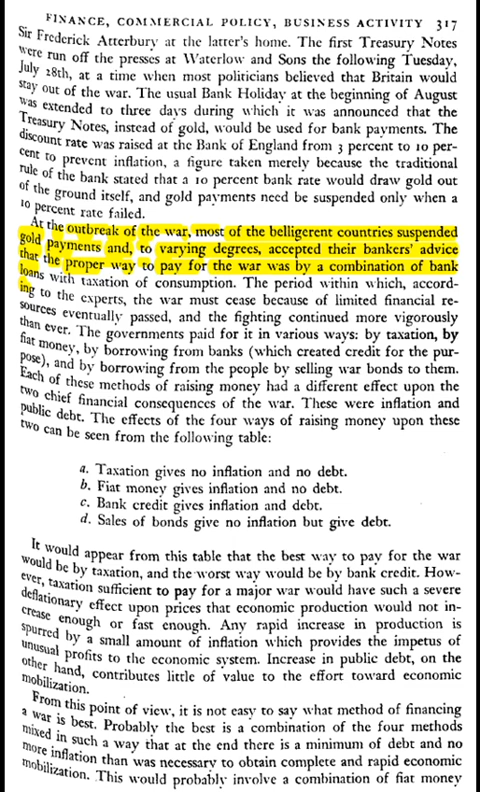 FINANCE, COMMERCIAL POLICY, BUSINESS ACTIVITY 317
Sir Frederick Atterbury at the latter's home. The first Treasury Notes
were run off the presses at Waterlow and Sons the following Tuesday,
July 28th, at a time when most politicians believed that Britain would
stay out of the war. The usual Bank Holiday at the beginning of August
was extended to three days during which it was announced that the
Treasury Notes, instead of gold, would be used for bank payments. The
discount rate was raised at the Bank of England from 3 percent to 10 per-
cent to prevent inflation, a figure taken merely because the traditional
rule of the bank stated that a 10 percent bank rate would draw gold out
of the ground itself, and gold payments need be suspended only when a
10 percent rate failed.
At the outbreak of the war, most of the belligerent countries suspended
gold payments and, to varying degrees, accepted their bankers' advice
that the proper way to pay for the war was by a combination of bank
loans with taxation of consumption. The period within which, accord-
ing to the experts, the war must cease because of limited financial re-
sources eventually passed, and the fighting continued more vigorously
than ever. The governments paid for it in various ways: by taxation, by
fiat money, by borrowing from banks (which created credit for the pur-
pose), and by borrowing from the people by selling war bonds to them.
Each of these methods of raising money had a different effect upon the
two chief financial consequences of the war. These were inflation and
public debt. The effects of the four ways of raising money upon these
two can be seen from the following table:
a. Taxation gives no inflation and no debt.
b. Fiat money gives inflation and no debt.
c. Bank credit gives inflation and debt.
d. Sales of bonds give no inflation but give debt.
It would appear from this table that the best way to pay for the war
would be by taxation, and the worst way would be by bank credit. How-
ever, taxation sufficient to pay for a major war would have such a severe
deflationary effect upon prices that economic production would not in-
crease enough or fast enough. Any rapid increase in production is
spurred by a small amount of inflation which provides the impetus of
unusual profits to the economic system. Increase in public debt, on the
other hand, contributes little of value to the effort toward economic
mobilization.
From this point of view, it is not easy to say what method of financing
a war is best. Probably the best is a combination of the four methods
mixed in such a way that at the end there is a minimum of debt and no
more inflation than was necessary to obtain complete and rapid economic
mobilization. This would probably involve a combination of fiat money